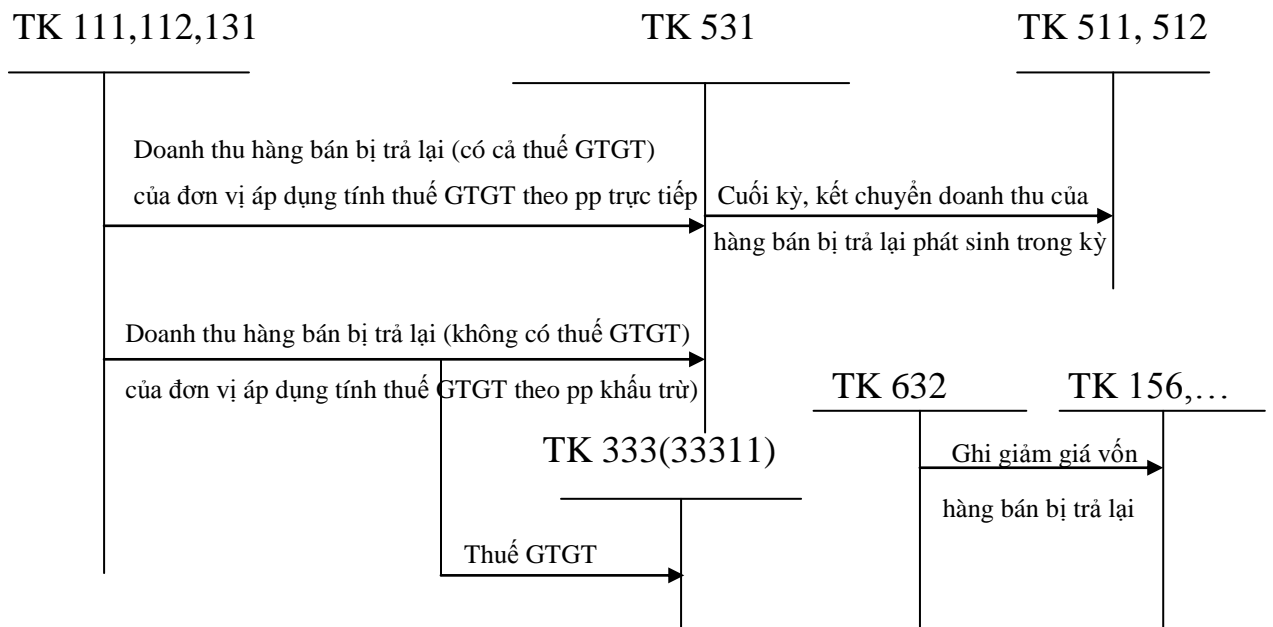 TK 111,112,131
TK 531
TK 511, 512
Doanh thu hàng bán bị trả lại (có cả thuế GTGT)
của đơn vị áp dụng tính thuế GTGT theo pp trực tiếp
Cuối kỳ, kết chuyển doanh thu của
hàng bán bị trả lại phát sinh trong kỳ
Doanh thu hàng bán bị trả lại (không có thuế GTGT)
của đơn vị áp dụng tính thuế GTGT theo pp khấu trừ)
TK 632
TK 156,…
Ghi giảm giá vốn
hàng bán bị trả lại
TK 333(33311)
Thuế GTGT